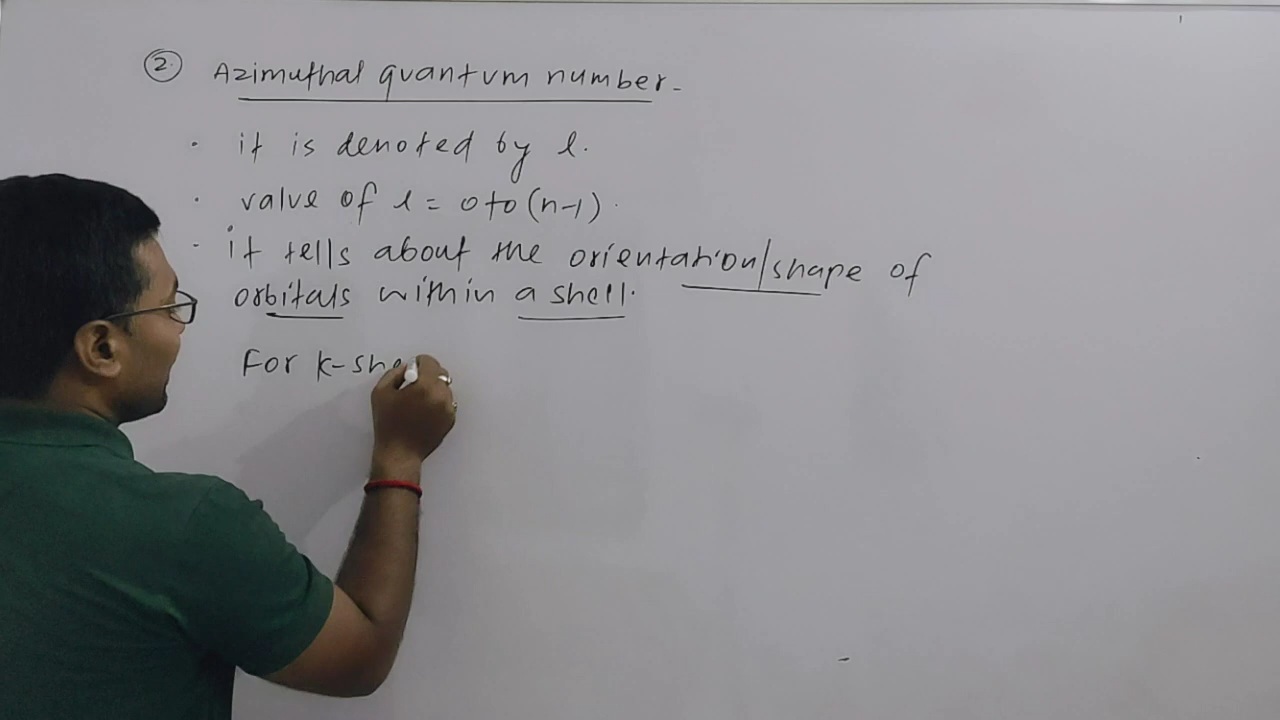 ② Azimuthal quantum number-
· it is denoted by l.
· value of l = 0 to (n-1).
· it tells about the orientation/shape of
orbitals within a shell.
For k-she